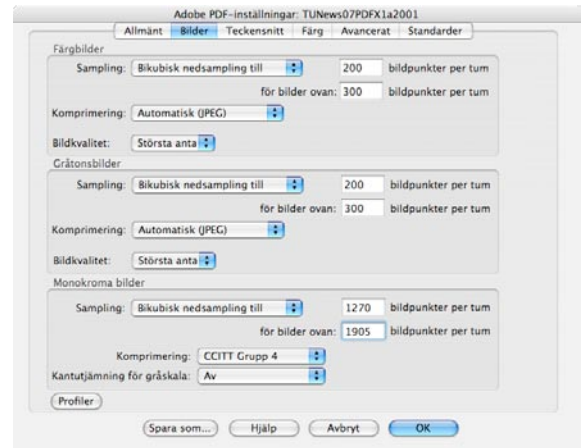 Adobe PDF-inställningar: TUNews07PDFX1a2001
Allmänt Bilder Teckensnitt Färg Avancerat Standarder
Färgbilder
Sampling: Bikubisk nedsampling till 200 bildpunkter per tum
för bilder ovan: 300 bildpunkter per tum
Komprimering: Automatisk (JPEG)
Bildkvalitet: Största anta
Gråtonsbilder
Sampling: Bikubisk nedsampling till 200 bildpunkter per tum
för bilder ovan: 300 bildpunkter per tum
Komprimering: Automatisk (JPEG)
Bildkvalitet: Största anta
Monokroma bilder
Sampling: Bikubisk nedsampling till 1270 bildpunkter per tum
för bilder ovan: 1905 bildpunkter per tum
Komprimering: CCITT Grupp 4
Kantutjämning för gråskala: Av
Profiler
Spara som... Hjälp Avbryt OK